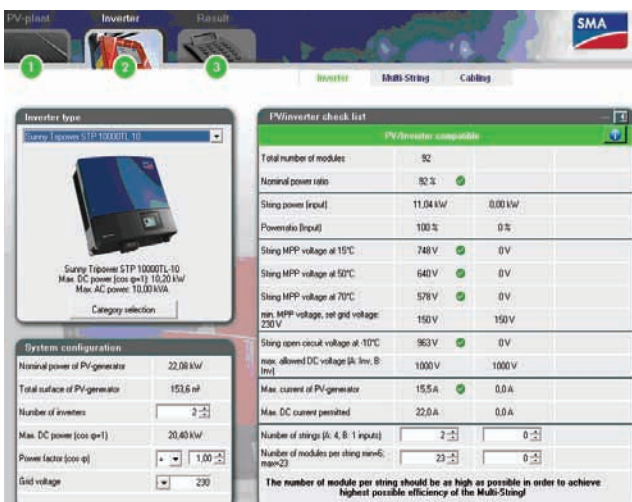 PV-plant Inverter Result
SMA
1 2 3
Inverter Multi-String Cabling
Inverter type
Sunny Tripower STP 10000TL-10
Sunny Tripower STP 10000TL-10
Max. DC power (cos φ=1): 10,20 kW
Max. AC power: 10,00 kVA
Category selection
System configuration
Nominal power of PV-generator 22,08 kW
Total surface of PV-generator 153,6 m²
Number of inverters 2
Max. DC power (cos φ=1) 20,40 kW
Power factor (cos φ) 1,00
Grid voltage 230
PV/inverter check list
PV/Inverter compatible
Total number of modules 92
Nominal power ratio 92 %
String power (input) 11,04 kW 0,00 kW
Powerratio (Input) 100 % 0 %
String MPP voltage at 15°C 748 V 0 V
String MPP voltage at 50°C 640 V 0 V
String MPP voltage at 70°C 578 V 0 V
min. MPP voltage, set grid voltage:
230 V 150 V 150 V
String open circuit voltage at -10°C 963 V 0 V
max. allowed DC voltage (A: Inv, B:
Inv) 1000 V 1000 V
Max. current of PV-generator 15,5 A 0,0 A
Max. DC current permitted 22,0 A 0,0 A
Number of strings (A: 4, B: 1 inputs) 2 0
Number of modules per string min=6;
max=23 23 0
The number of module per string should be as high as possible in order to achieve
highest possible efficiency of the Multi-String!